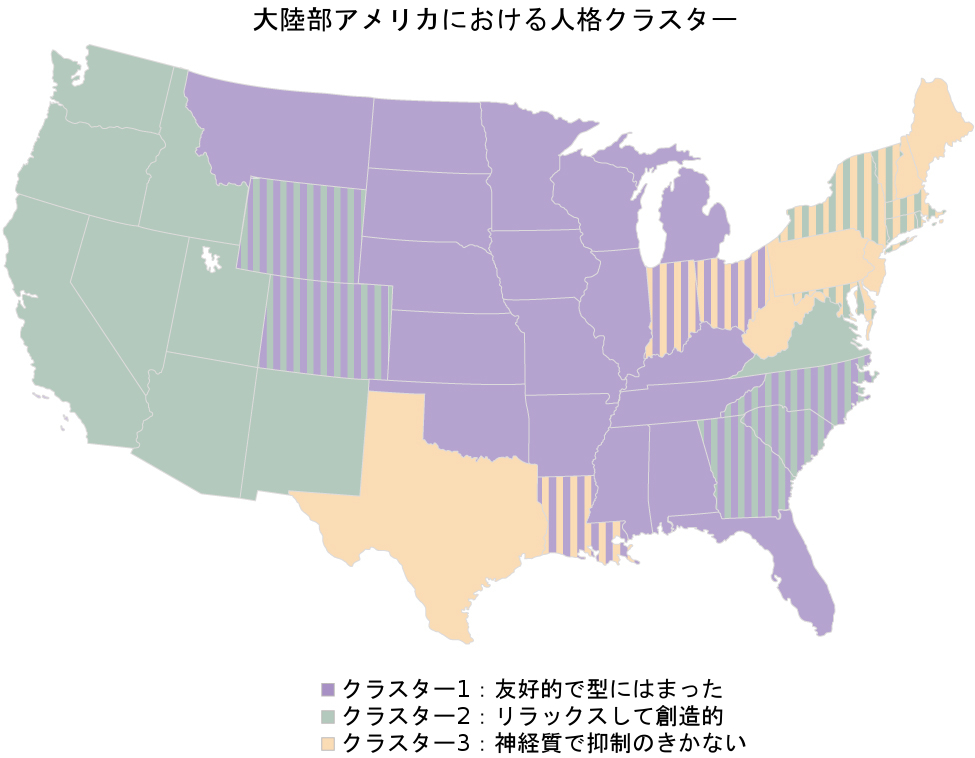 大陸部アメリカにおける人格クラスター
クラスター1：友好的で型にはまった
クラスター2：リラックスして創造的
クラスター3：神経質で抑制のきかない